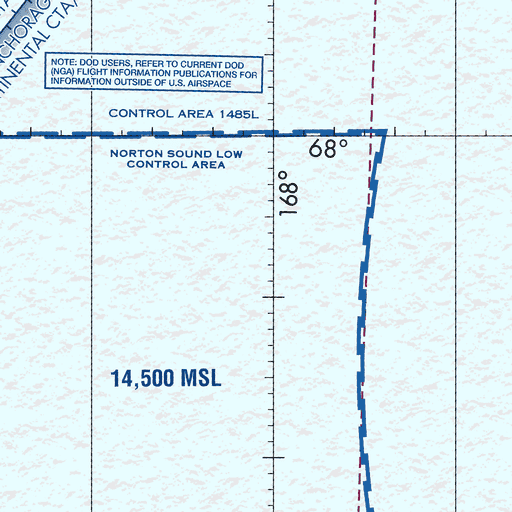 ANCHORAGE
CONTINENTAL CTA/
NOTE: DOD USERS, REFER TO CURRENT DOD
(NGA) FLIGHT INFORMATION PUBLICATIONS FOR
INFORMATION OUTSIDE OF U.S. AIRSPACE
CONTROL AREA 1485L
NORTON SOUND LOW
CONTROL AREA
68°
168°
14,500 MSL